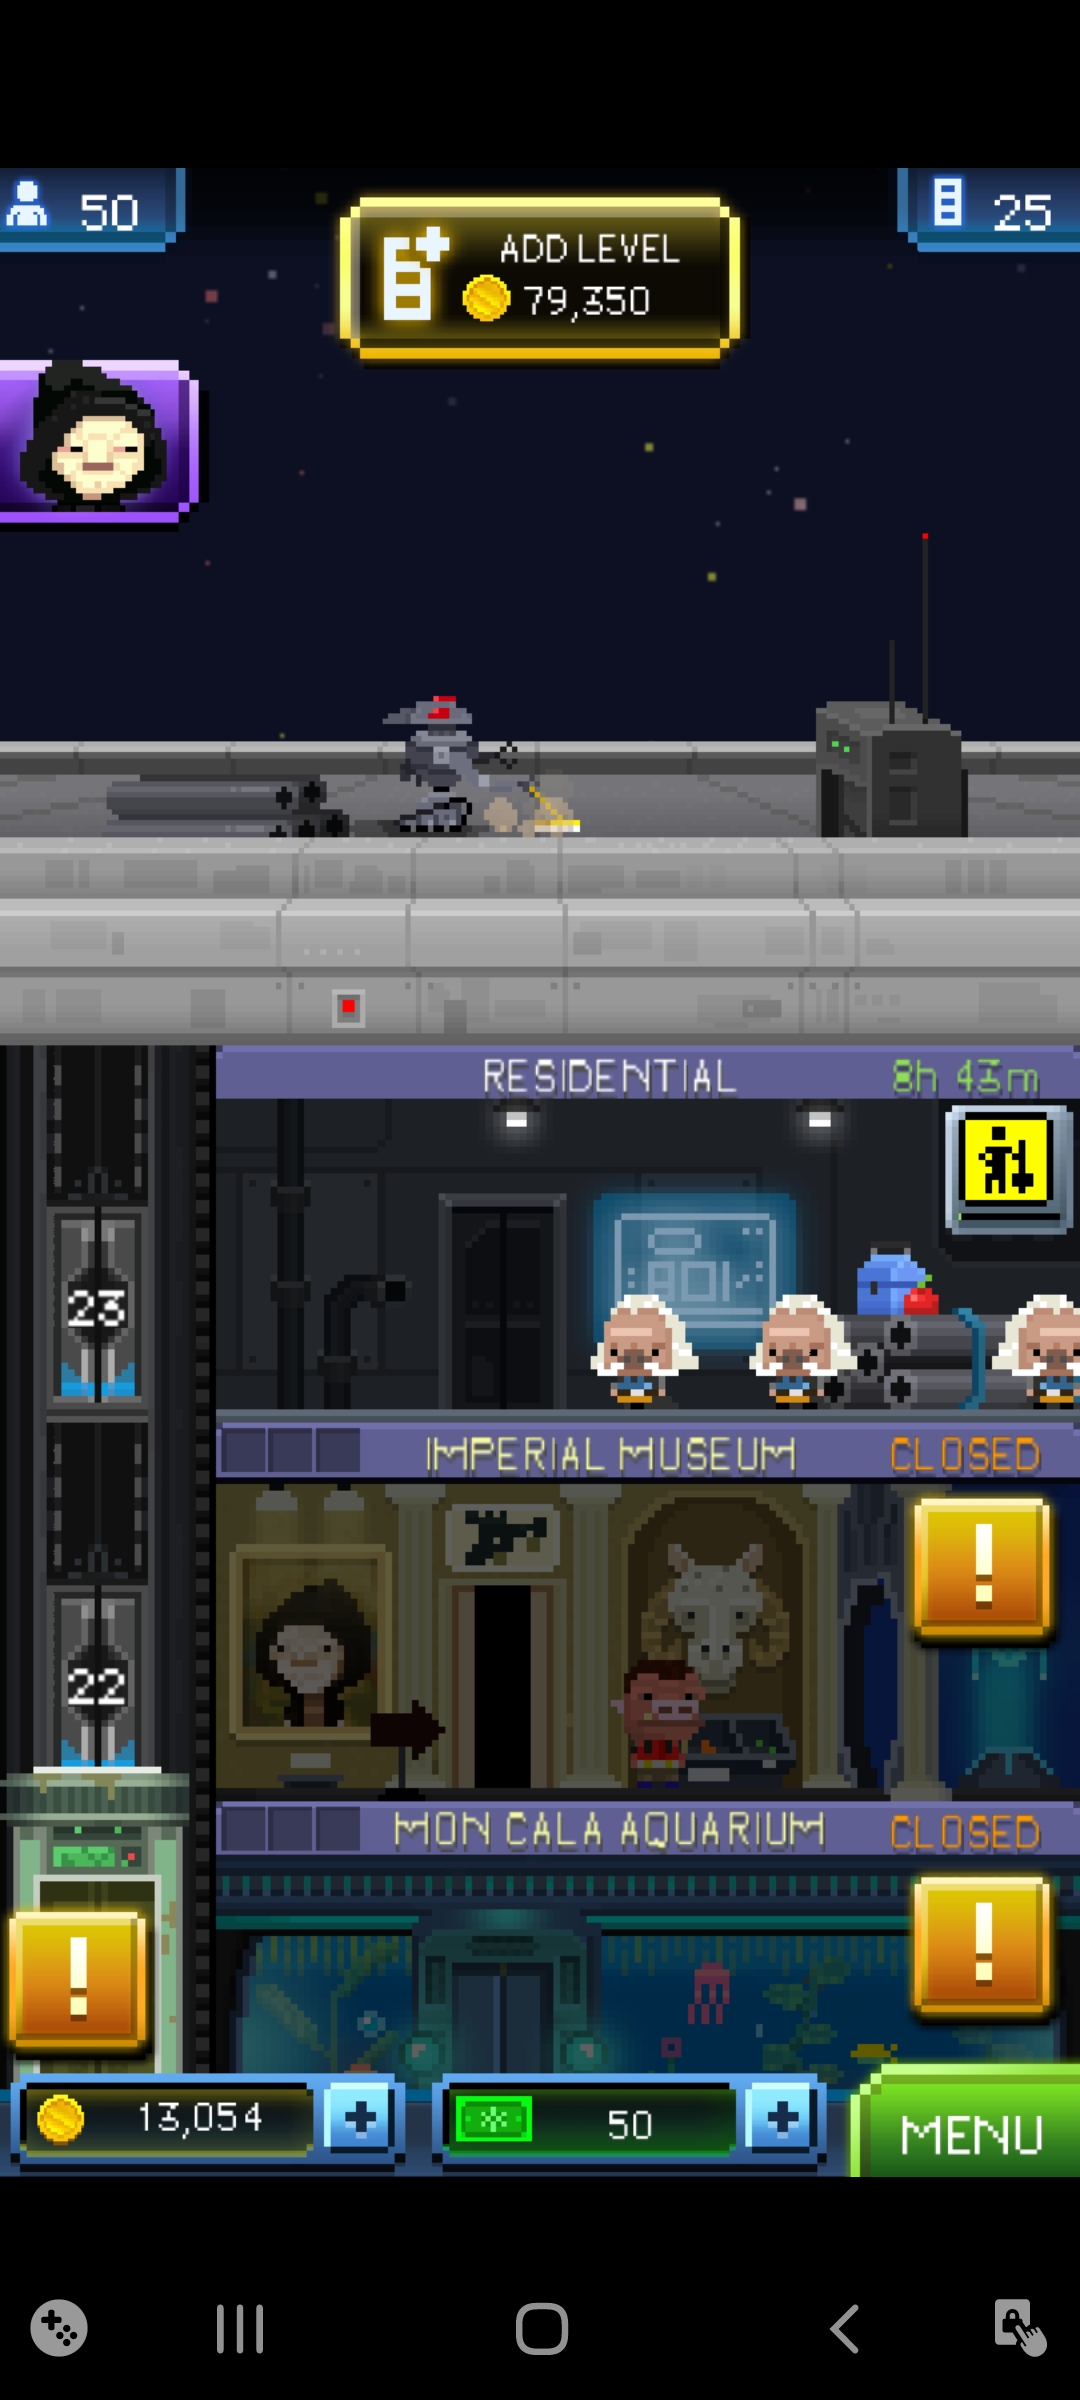 50
ADD LEVEL
79,350
25
RESIDENTIAL 8h 43m
23
IMPERIAL MUSEUM CLOSED
!
22
MON CALA AQUARIUM CLOSED
!
!
13,054 +
50 +
MENU